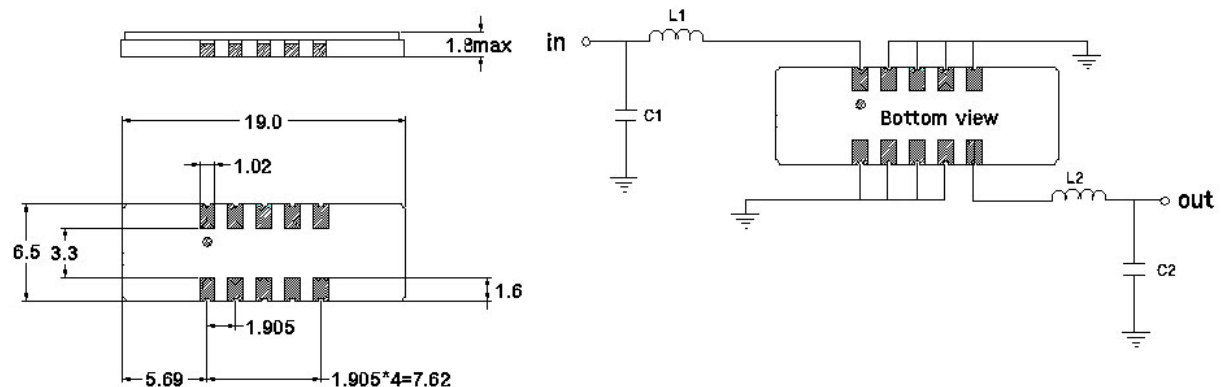 1.8max
19.0
1.02
6.5
3.3
1.6
1.905
5.69
1.905*4=7.62
in
L1
C1
Bottom view
L2
out
C2